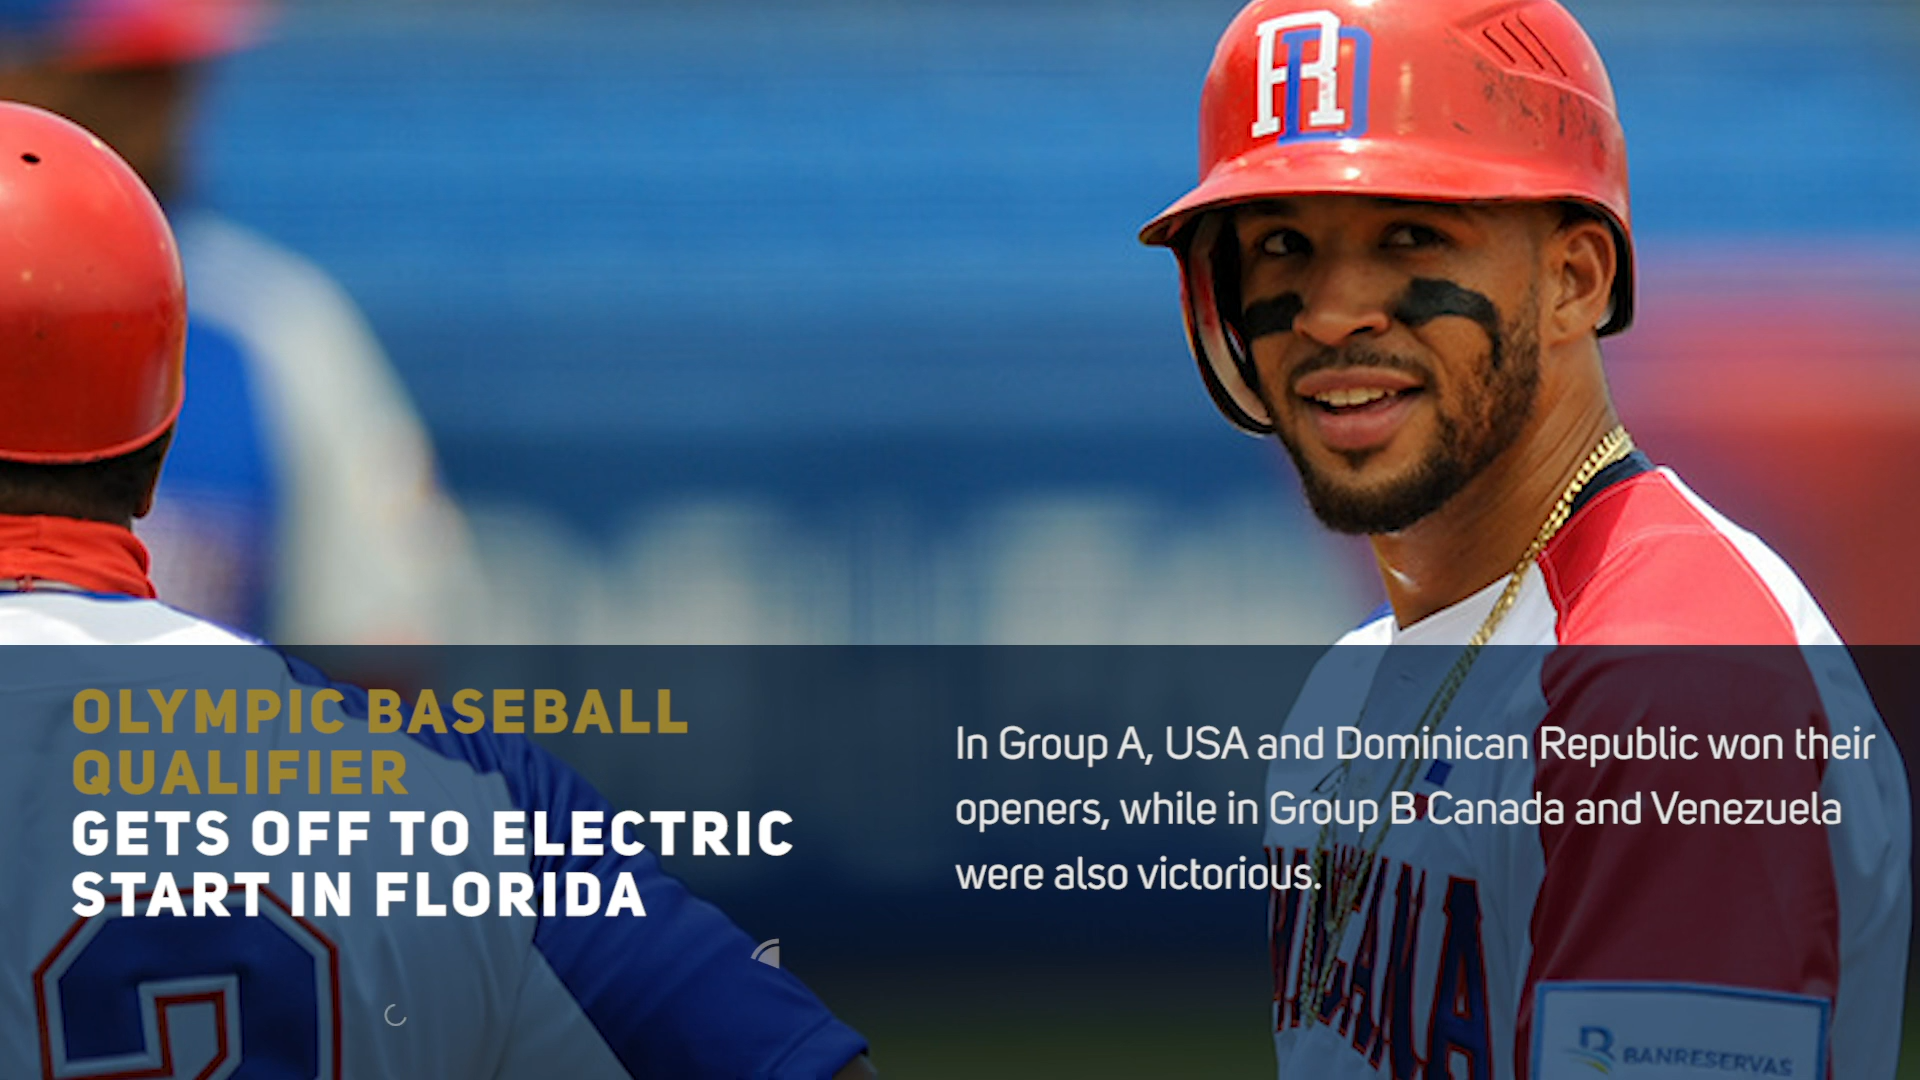 RD
OLYMPIC BASEBALL
QUALIFIER
GETS OFF TO ELECTRIC
START IN FLORIDA
In Group A, USA and Dominican Republic won their
openers, while in Group B Canada and Venezuela
were also victorious.
2
BANRESERVAS